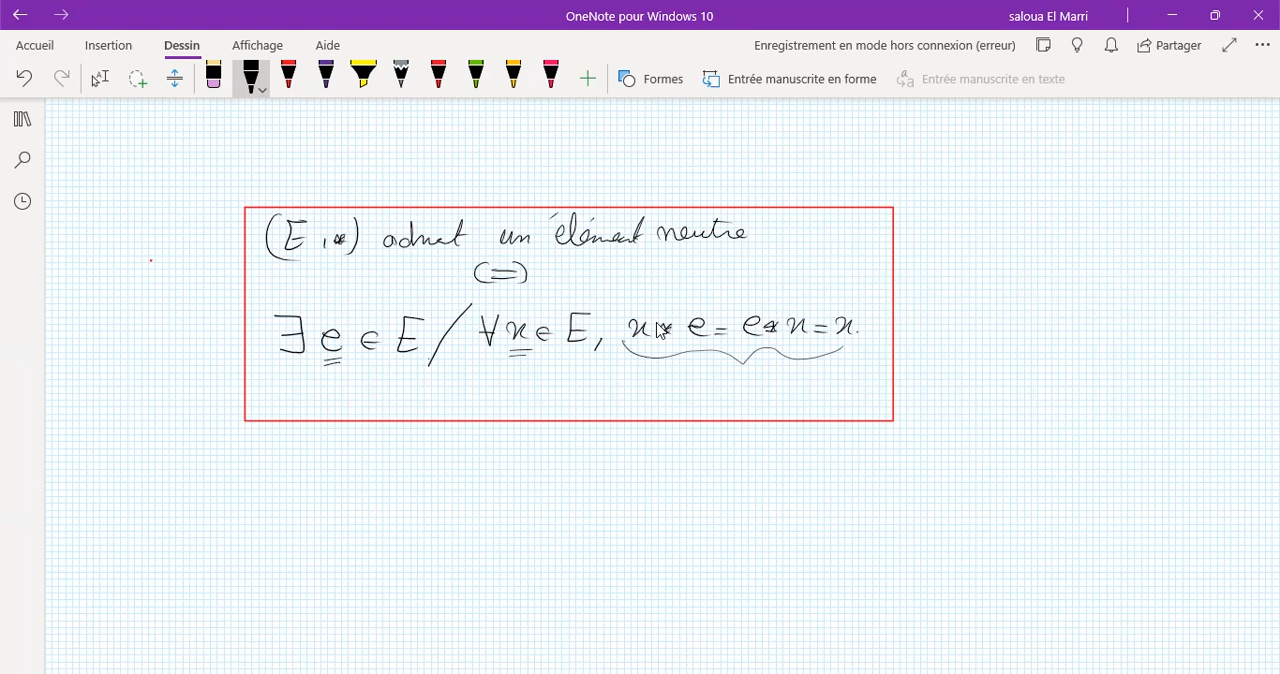 OneNote pour Windows 10
saloua El Marri
Accueil Insertion Dessin Affichage Aide
Enregistrement en mode hors connexion (erreur)
Partager
Formes
Entrée manuscrite en forme
Entrée manuscrite en texte
(E, *) admet un élément neutre
⟺
∃ e ∈ E / ∀ x ∈ E, x * e = e * x = x.